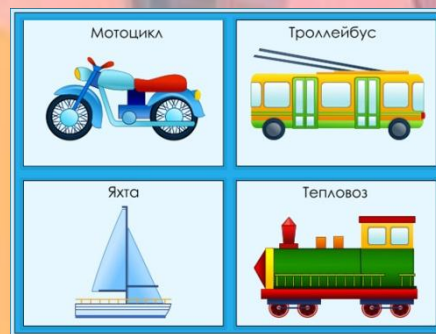 Мотоцикл
Троллейбус
Яхта
Тепловоз